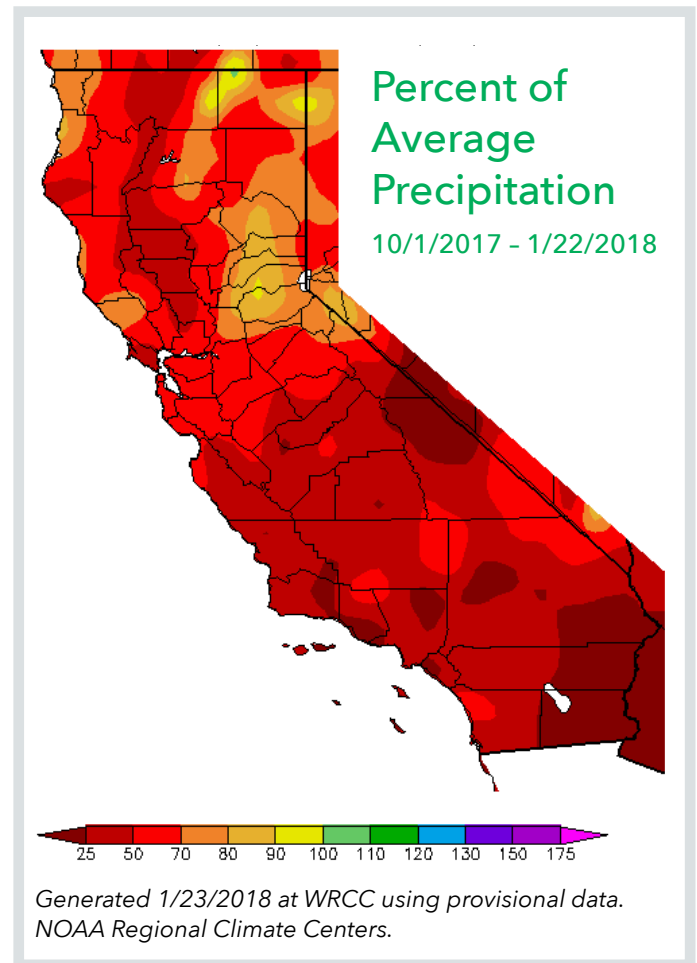 Percent of
Average
Precipitation
10/1/2017 – 1/22/2018
25 50 70 80 90 100 110 120 130 150 175
Generated 1/23/2018 at WRCC using provisional data.
NOAA Regional Climate Centers.